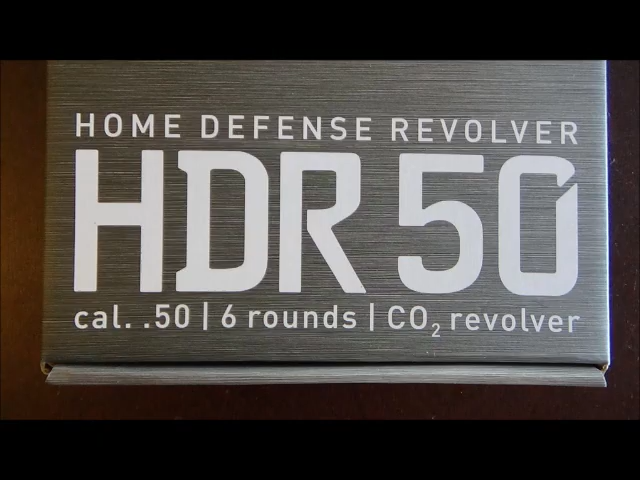 HOME DEFENSE REVOLVER
HDR 50
cal. .50 | 6 rounds | CO₂ revolver